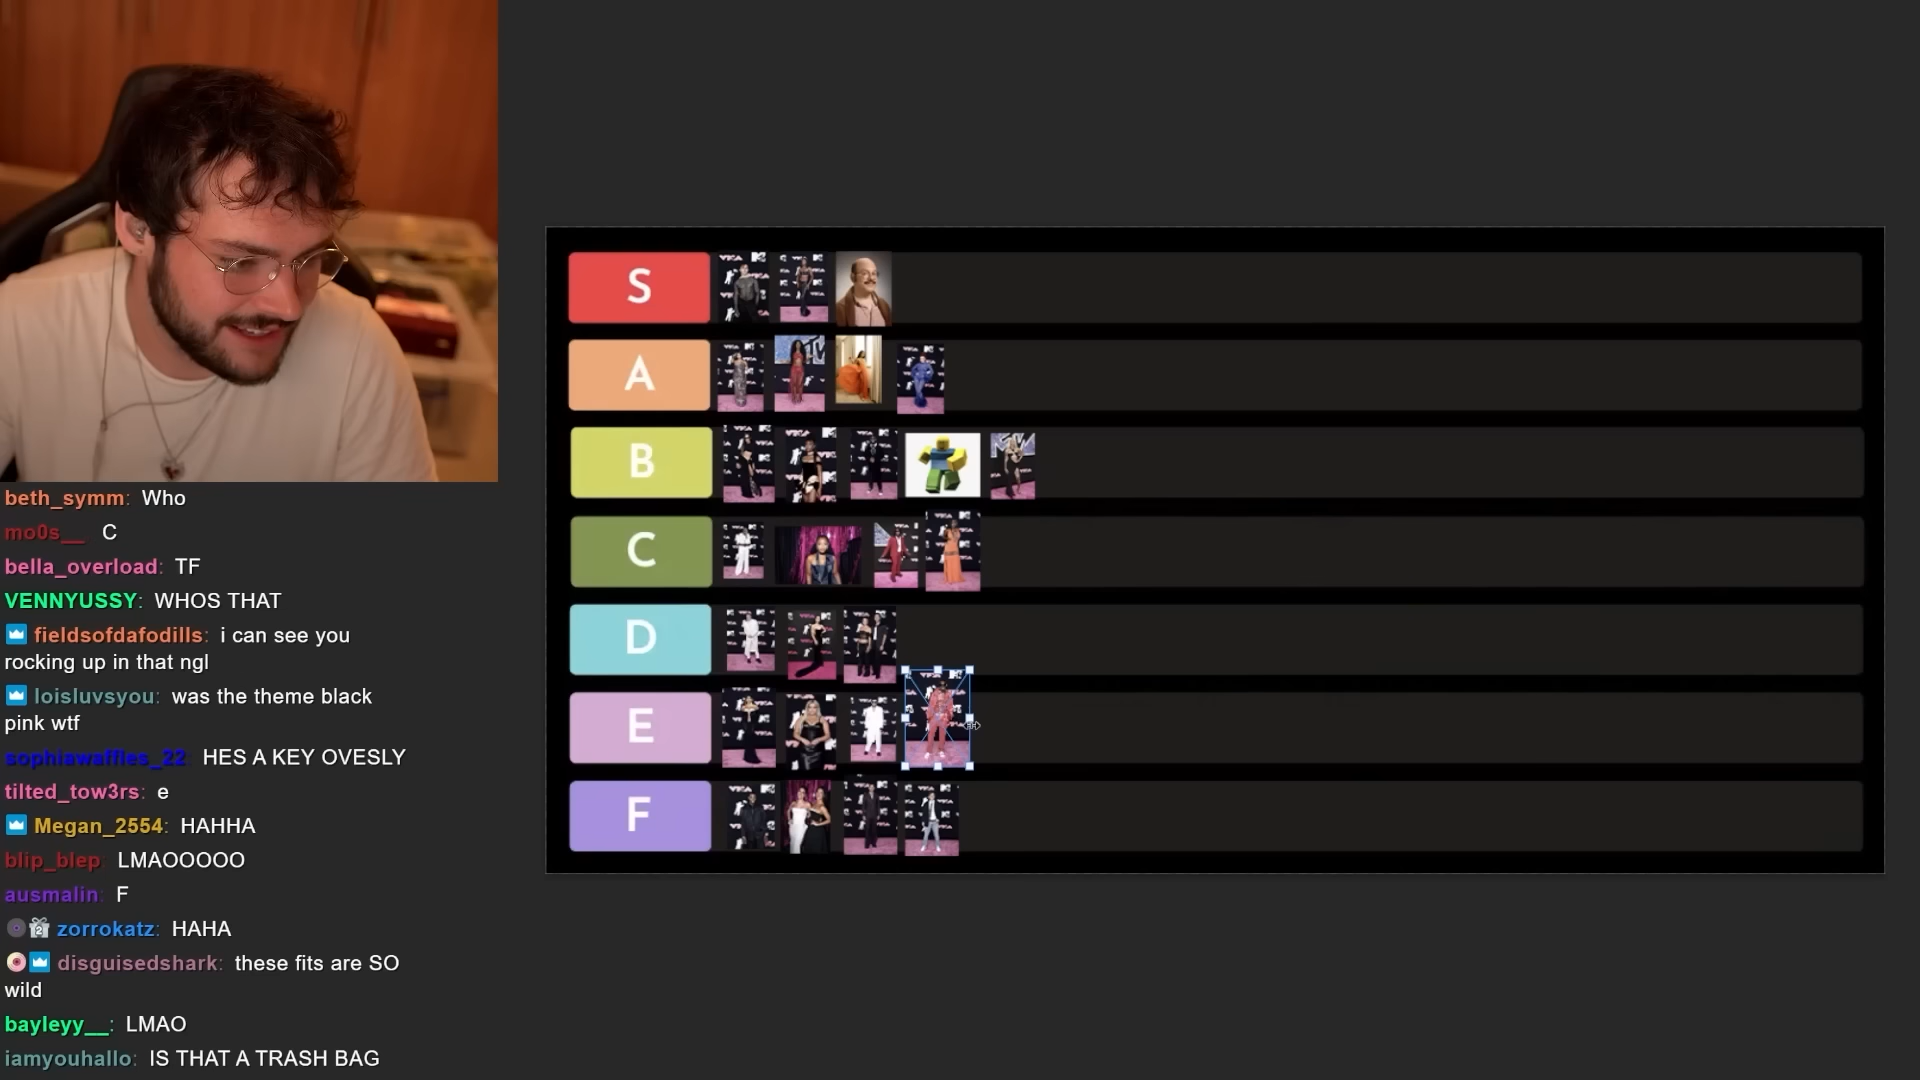 beth_symm: Who
mo0s__ C
bella_overload: TF
VENNYUSSY: WHOS THAT
fieldsofdafodills: i can see you
rocking up in that ngl
loisluvsyou: was the theme black
pink wtf
sophiawaffles_22 HES A KEY OVESLY
tilted_tow3rs: e
Megan_2554: HAHHA
blip_blep LMAOOOOO
ausmalin: F
2 zorrokatz: HAHA
disguisedshark: these fits are SO
wild
bayleyy__: LMAO
iamyouhallo: IS THAT A TRASH BAG
S
A
B
C
D
E
F